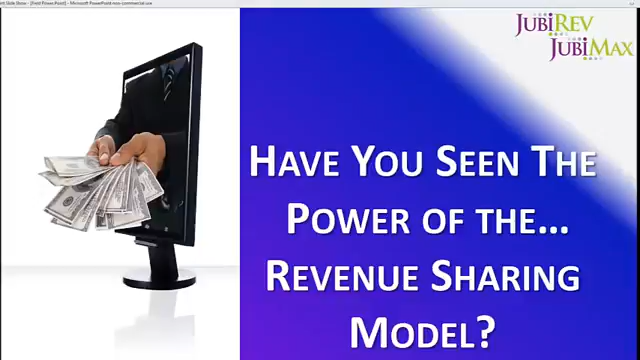 JUBIREV
JUBIMAX
HAVE YOU SEEN THE
POWER OF THE...
REVENUE SHARING
MODEL?